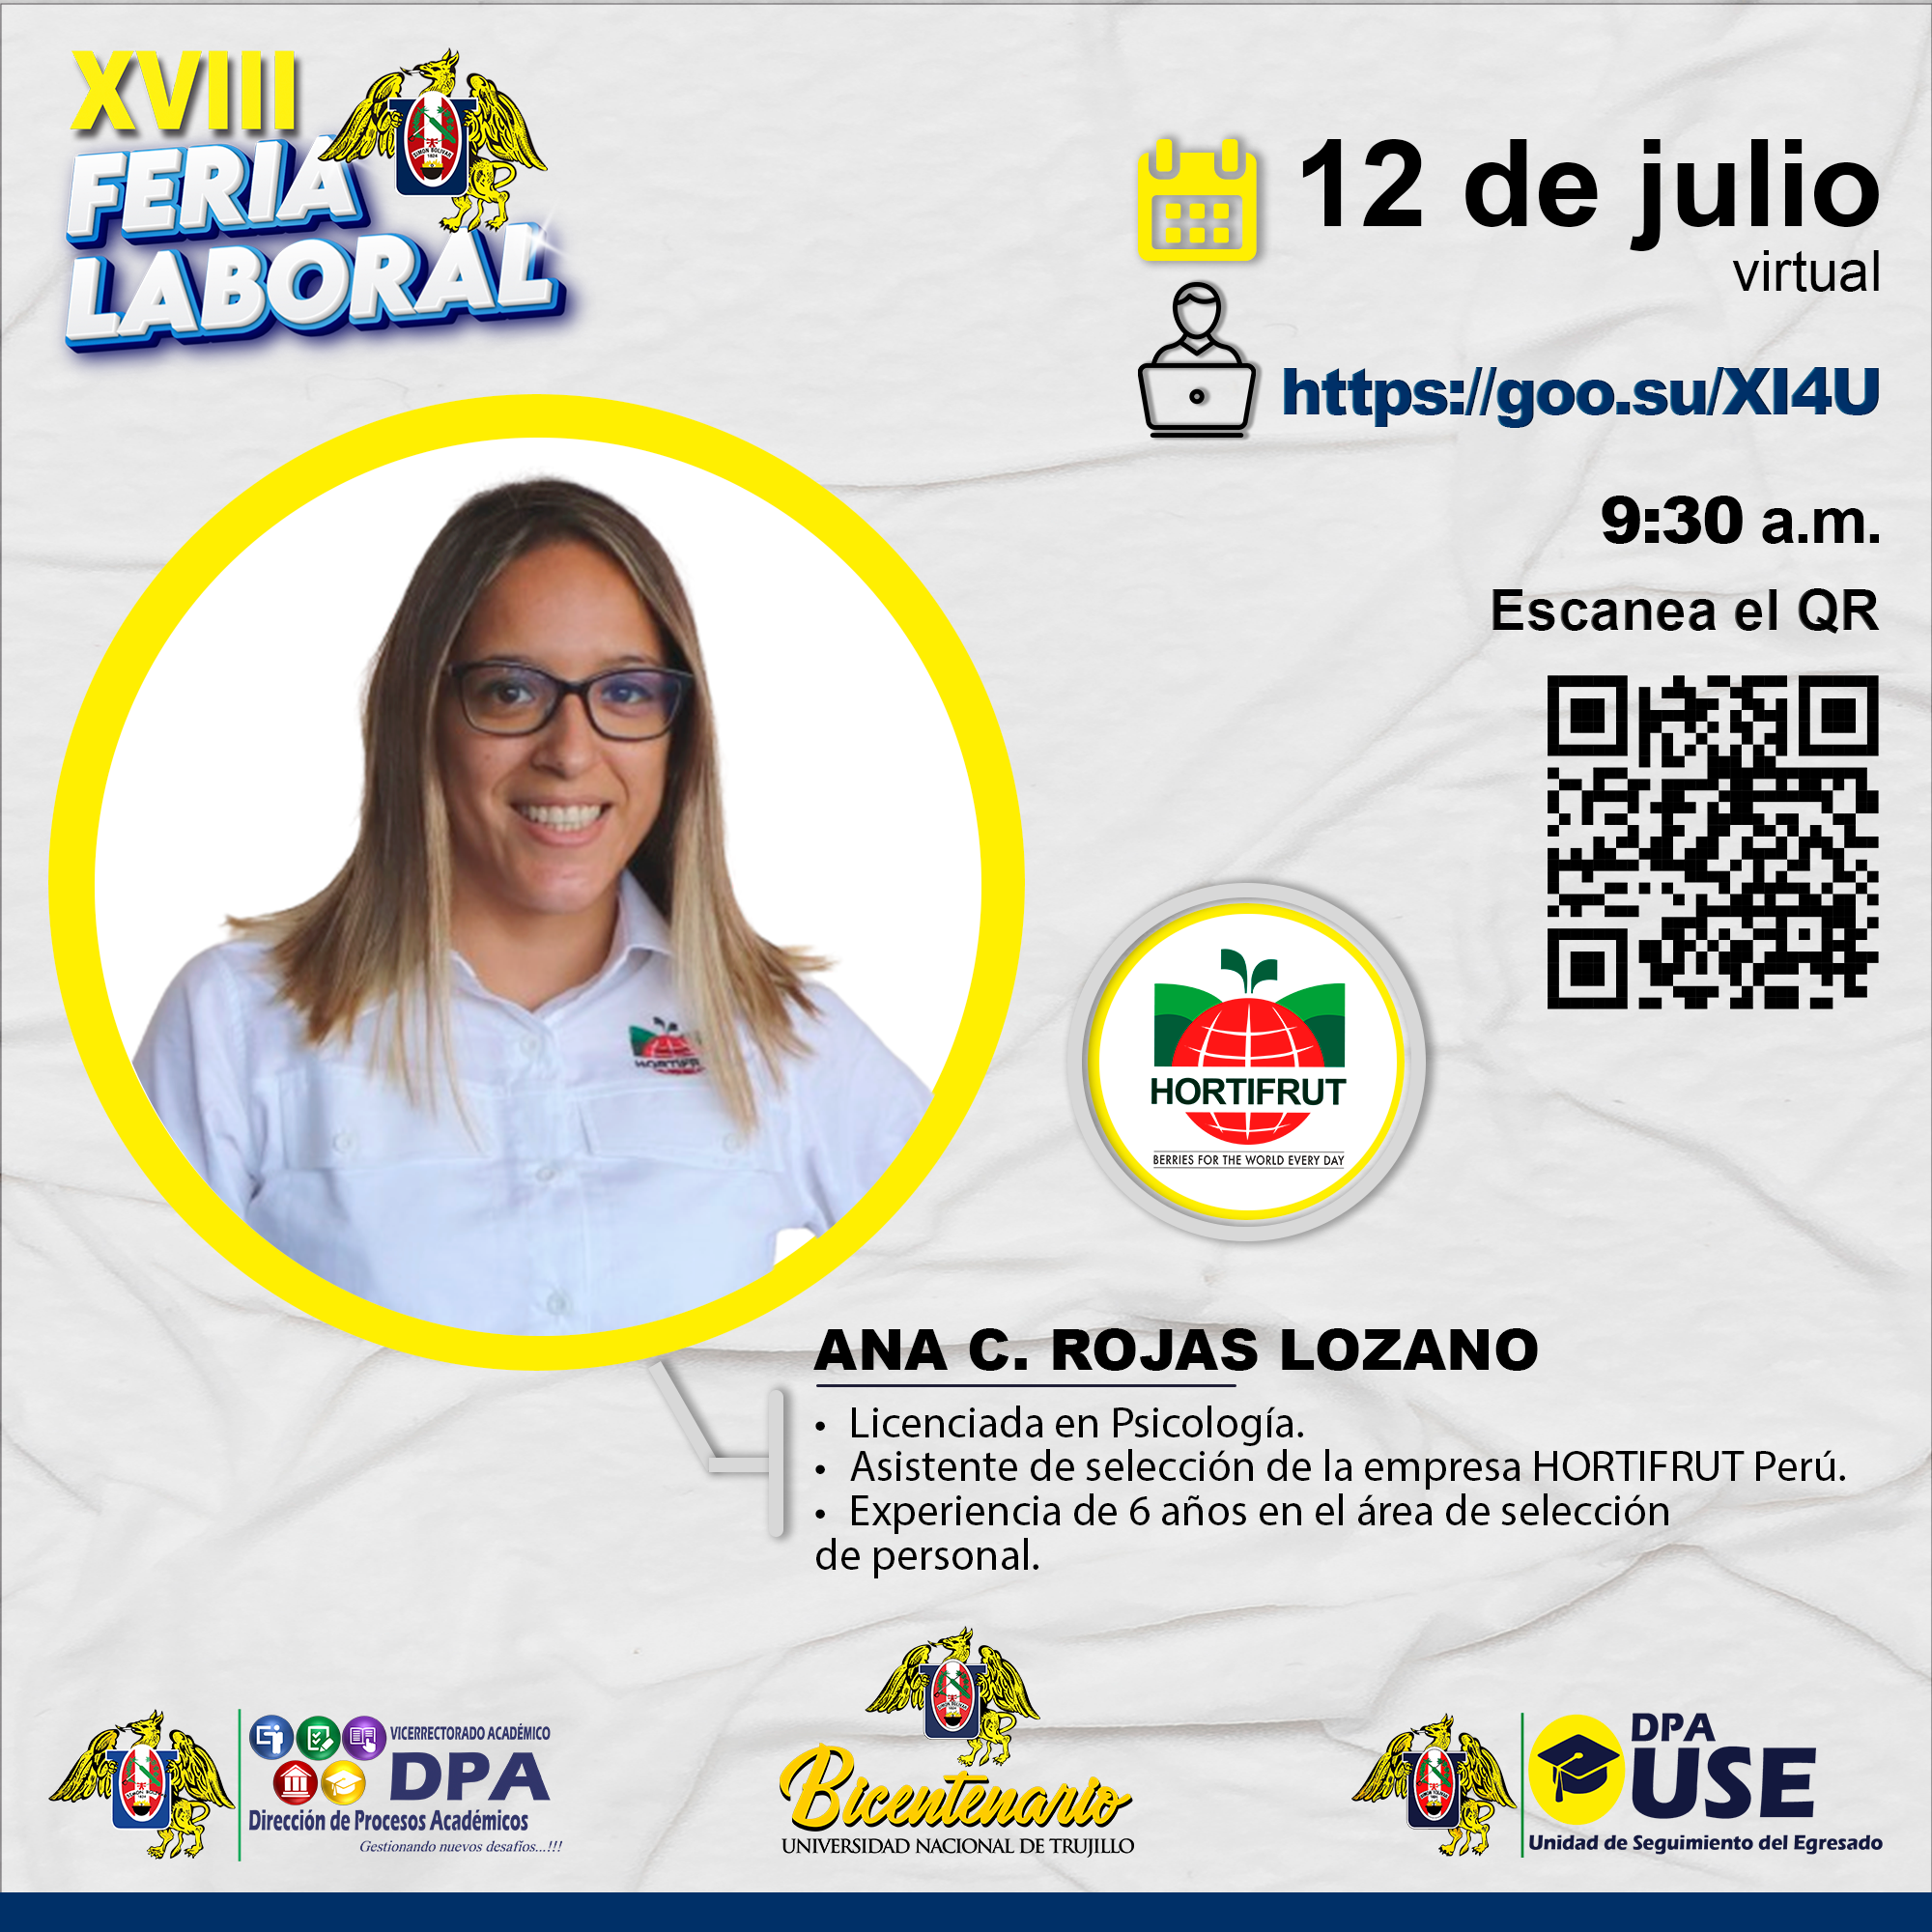 XVIII
FERIA
LABORAL
SIMON BOLIVAR
1824
12 de julio
virtual
https://goo.su/XI4U
9:30 a.m.
Escanea el QR
HORTIFRUT
BERRIES FOR THE WORLD EVERY DAY
ANA C. ROJAS LOZANO
• Licenciada en Psicología.
• Asistente de selección de la empresa HORTIFRUT Perú.
• Experiencia de 6 años en el área de selección
de personal.
VICERRECTORADO ACADÉMICO
DPA
Dirección de Procesos Académicos
Gestionando nuevos desafíos...!!!
Bicentenario
UNIVERSIDAD NACIONAL DE TRUJILLO
DPA
USE
Unidad de Seguimiento del Egresado